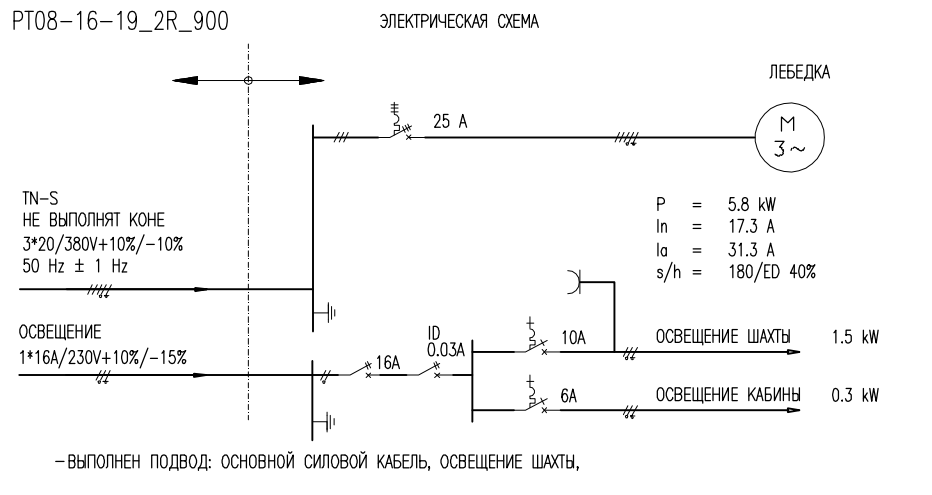 PT08-16-19_2R_900
ЭЛЕКТРИЧЕСКАЯ СХЕМА
ЛЕБЕДКА
25 A
M
3~
TN-S
НЕ ВЫПОЛНЯТ КОНЕ
3*20/380V+10%/-10%
50 Hz ± 1 Hz
P = 5.8 kW
In = 17.3 A
Ia = 31.3 A
s/h = 180/ED 40%
ОСВЕЩЕНИЕ
1*16A/230V+10%/-15%
16A
ID
0.03A
10A
ОСВЕЩЕНИЕ ШАХТЫ 1.5 kW
6A
ОСВЕЩЕНИЕ КАБИНЫ 0.3 kW
-ВЫПОЛНЕН ПОДВОД: ОСНОВНОЙ СИЛОВОЙ КАБЕЛЬ, ОСВЕЩЕНИЕ ШАХТЫ,